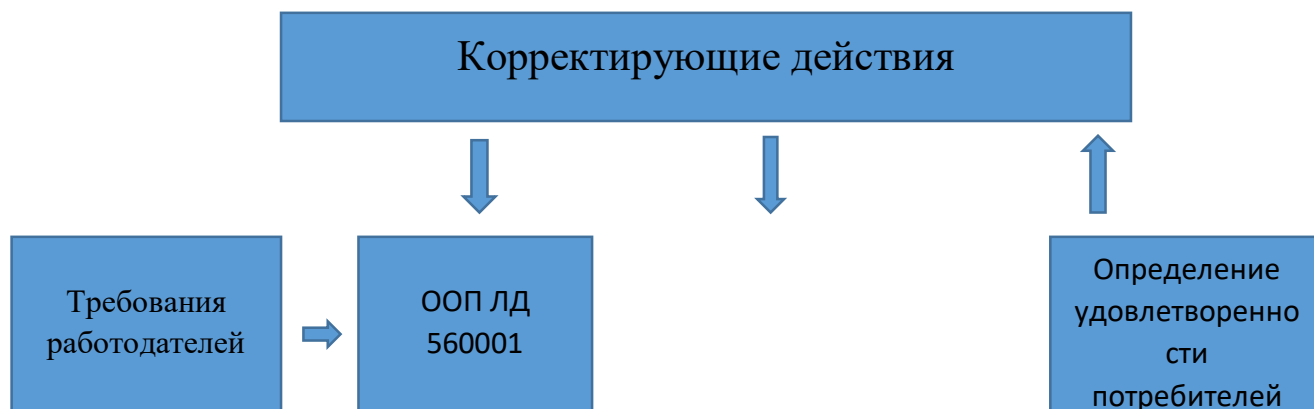 Корректирующие действия
Требования
работодателей
ООП ЛД
560001
Определение
удовлетворенно
сти
потребителей